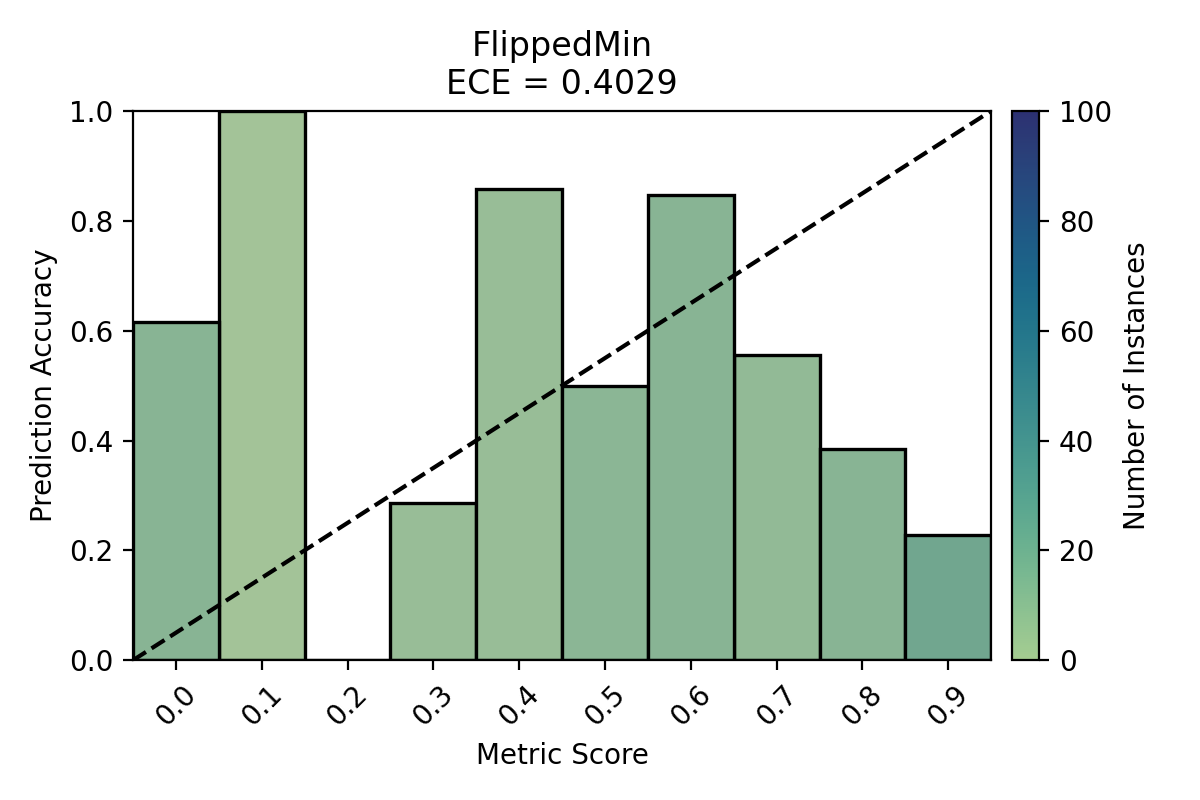 FlippedMin
ECE = 0.4029
1.0
0.8
0.6
0.4
0.2
0.0
Prediction Accuracy
0.0 0.1 0.2 0.3 0.4 0.5 0.6 0.7 0.8 0.9
Metric Score
100
80
60
40
20
0
Number of Instances